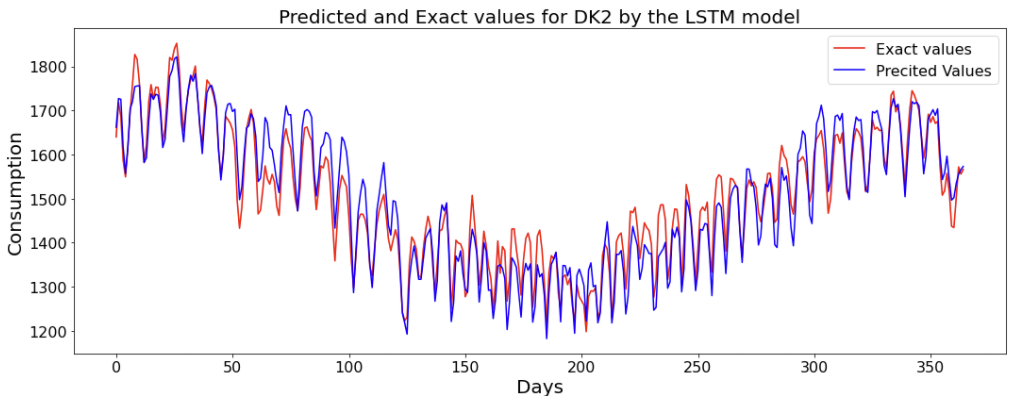 Predicted and Exact values for DK2 by the LSTM model
Exact values
Precited Values
Consumption
1800
1700
1600
1500
1400
1300
1200
0 50 100 150 200 250 300 350
Days